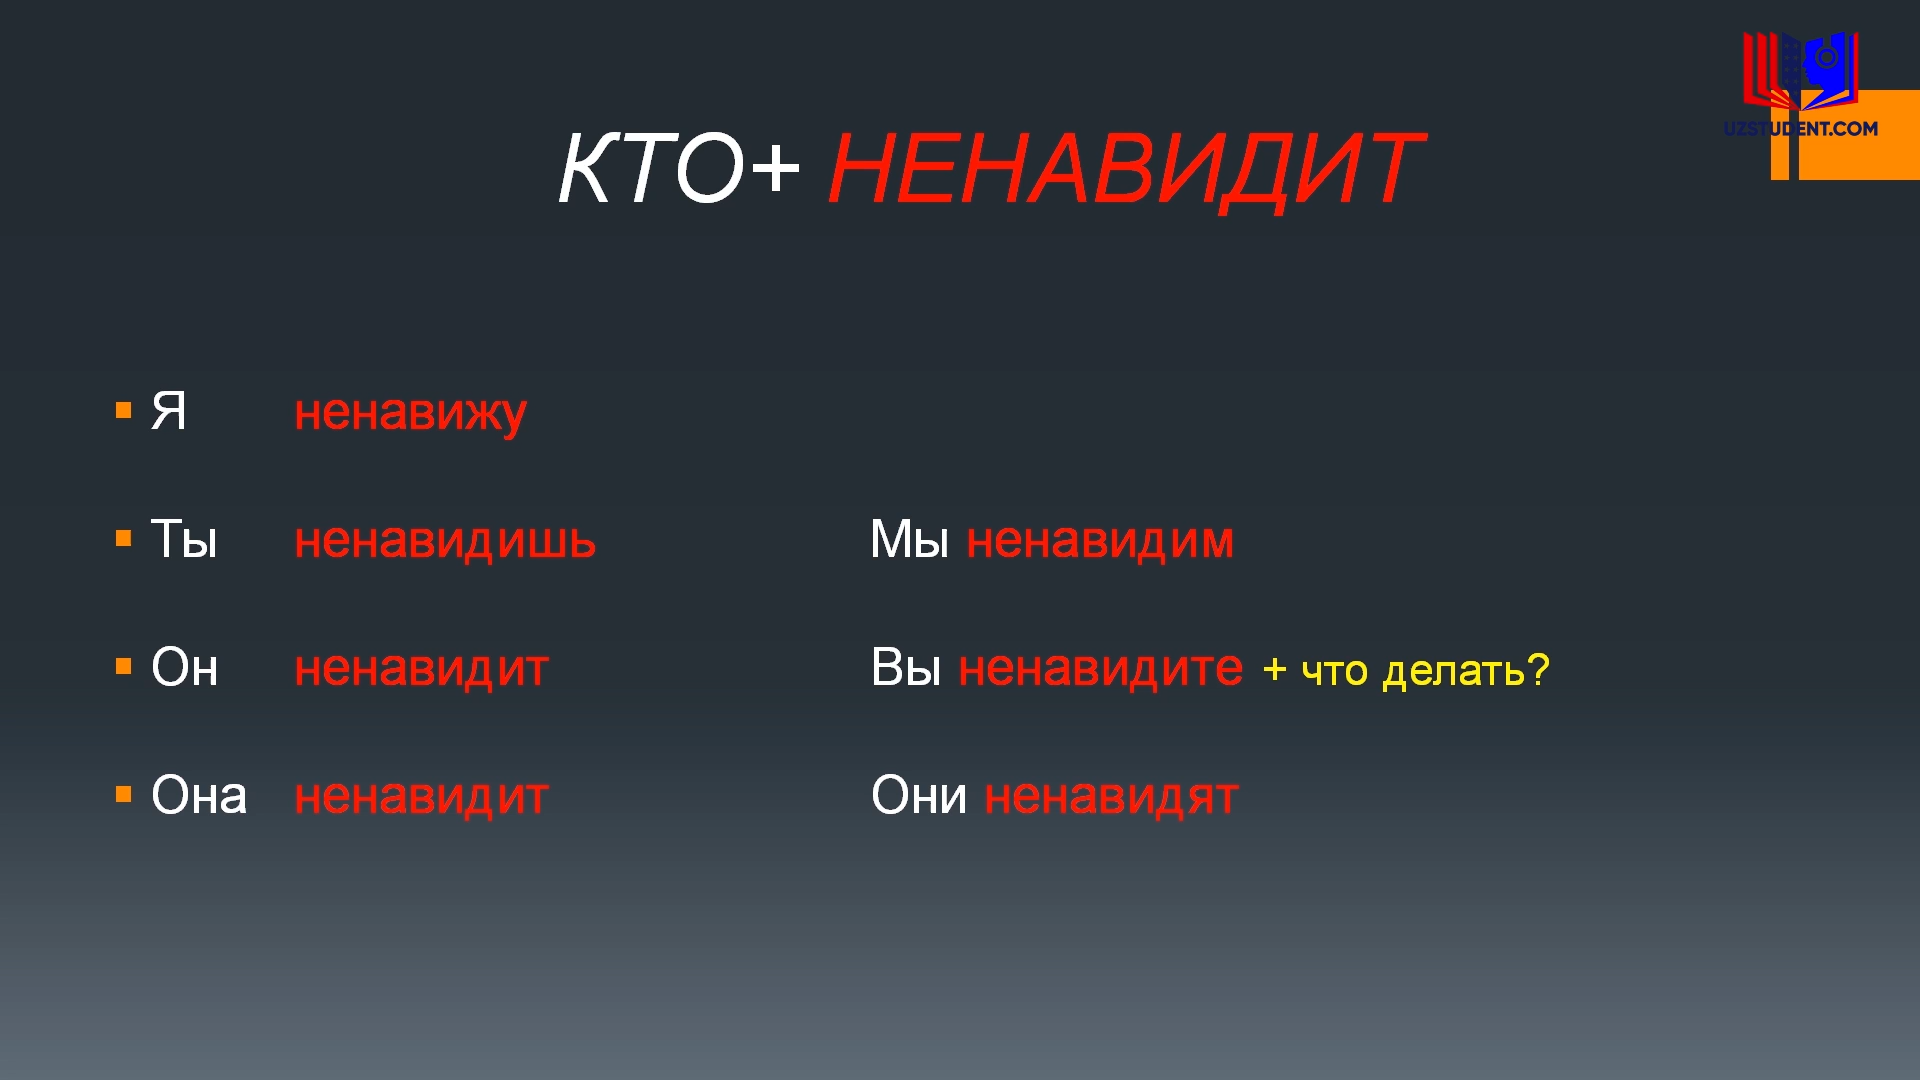 UZSTUDENT.COM
КТО+ НЕНАВИДИТ
Я ненавижу
Ты ненавидишь Мы ненавидим
Он ненавидит Вы ненавидите + что делать?
Она ненавидит Они ненавидят